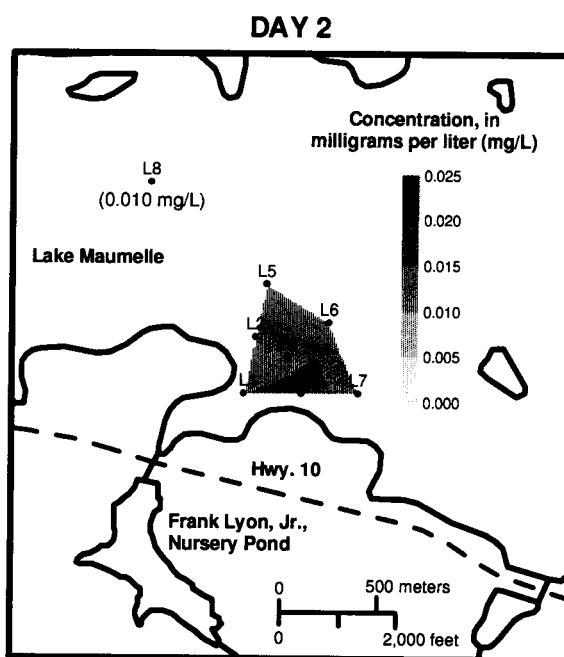 DAY 2
Concentration, in
milligrams per liter (mg/L)
L8
(0.010 mg/L)
0.025
0.020
0.015
0.010
0.005
0.000
Lake Maumelle
L5
L6
L2
L7
Hwy. 10
Frank Lyon, Jr.,
Nursery Pond
0 500 meters
0 2,000 feet